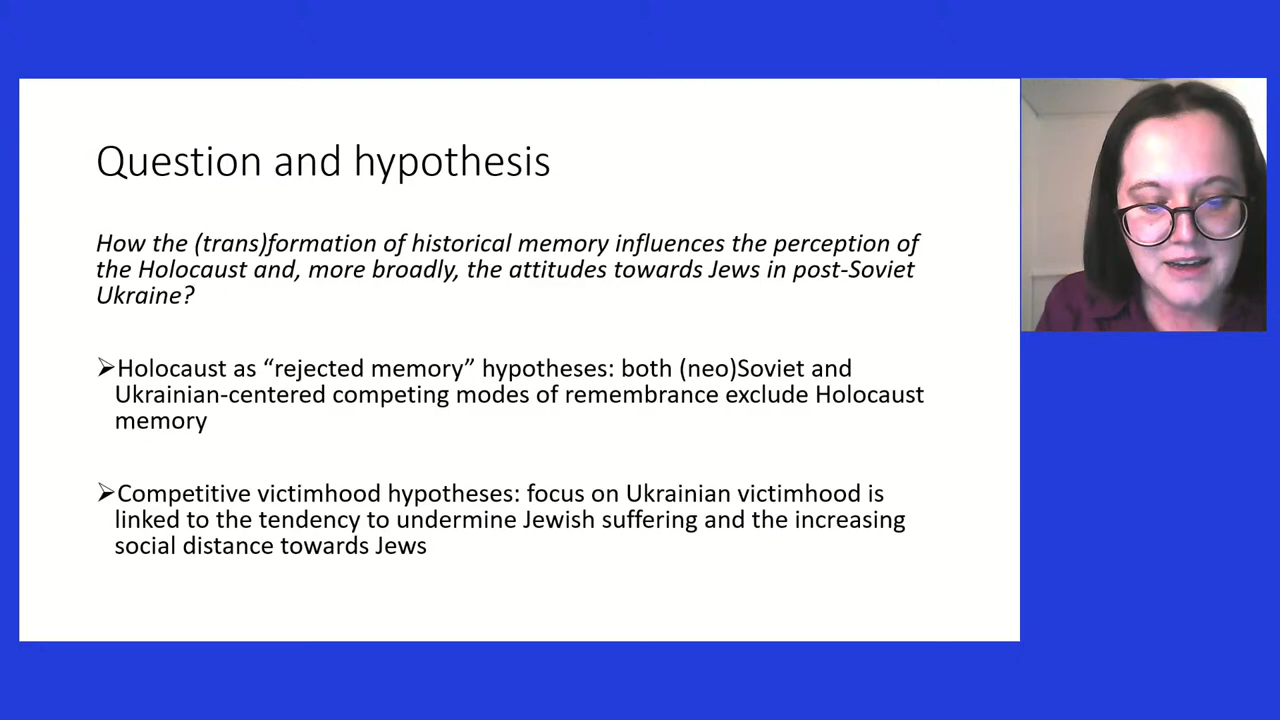 Question and hypothesis
How the (trans)formation of historical memory influences the perception of
the Holocaust and, more broadly, the attitudes towards Jews in post-Soviet
Ukraine?
➢Holocaust as “rejected memory” hypotheses: both (neo)Soviet and
Ukrainian-centered competing modes of remembrance exclude Holocaust
memory
➢Competitive victimhood hypotheses: focus on Ukrainian victimhood is
linked to the tendency to undermine Jewish suffering and the increasing
social distance towards Jews